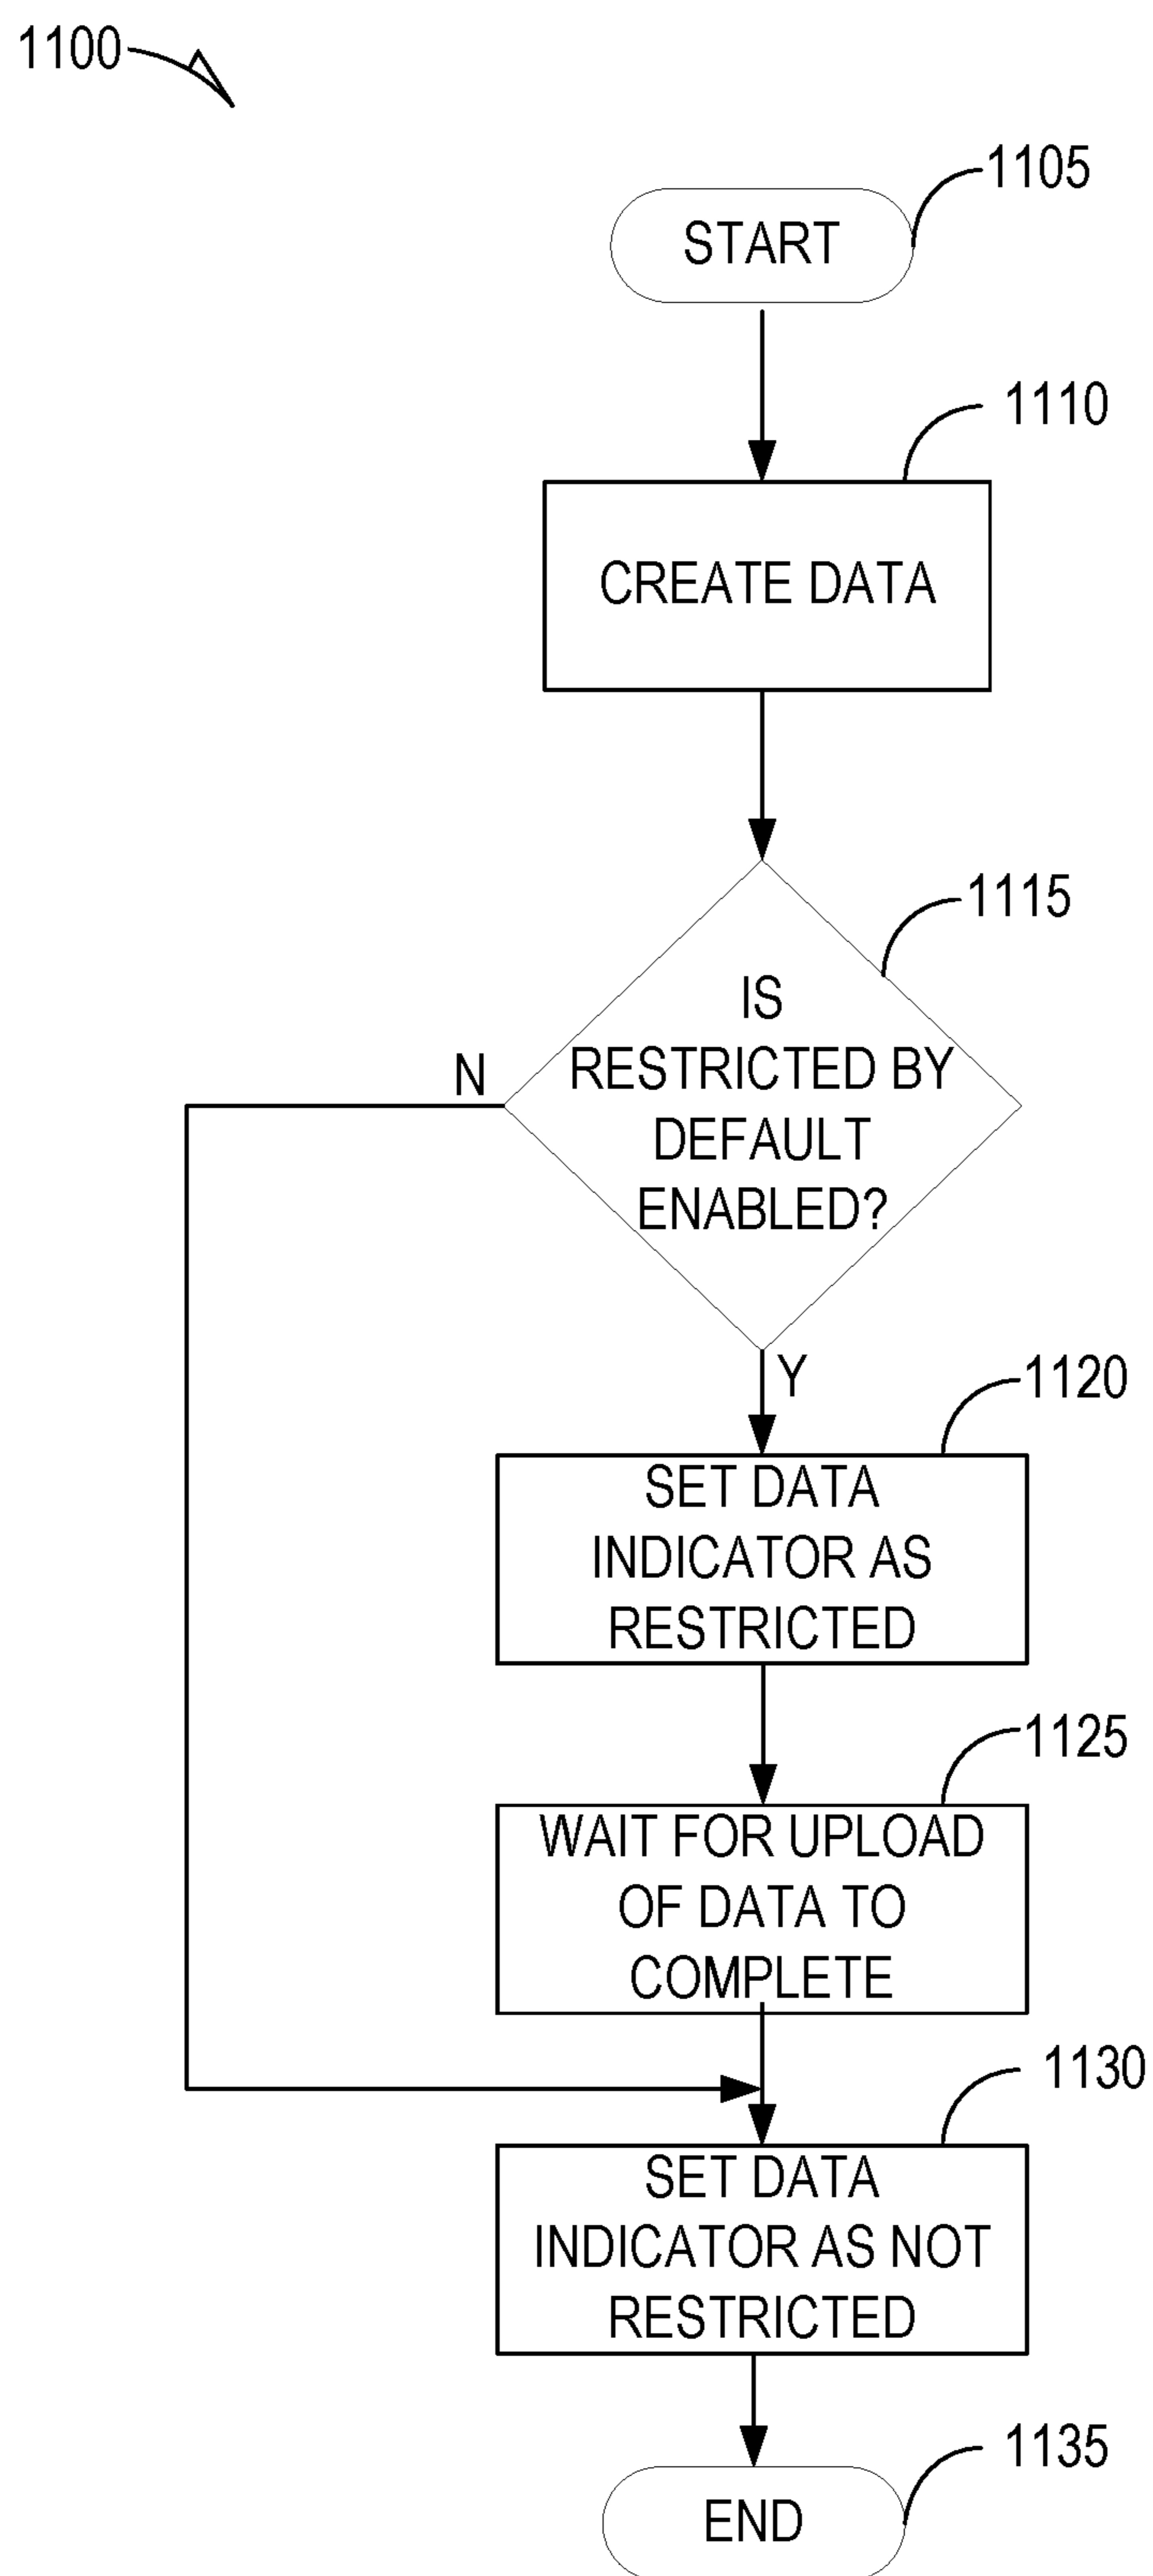 1100
1105
START
1110
CREATE DATA
1115
IS
RESTRICTED BY
DEFAULT
ENABLED?
N
Y
1120
SET DATA
INDICATOR AS
RESTRICTED
1125
WAIT FOR UPLOAD
OF DATA TO
COMPLETE
1130
SET DATA
INDICATOR AS NOT
RESTRICTED
1135
END